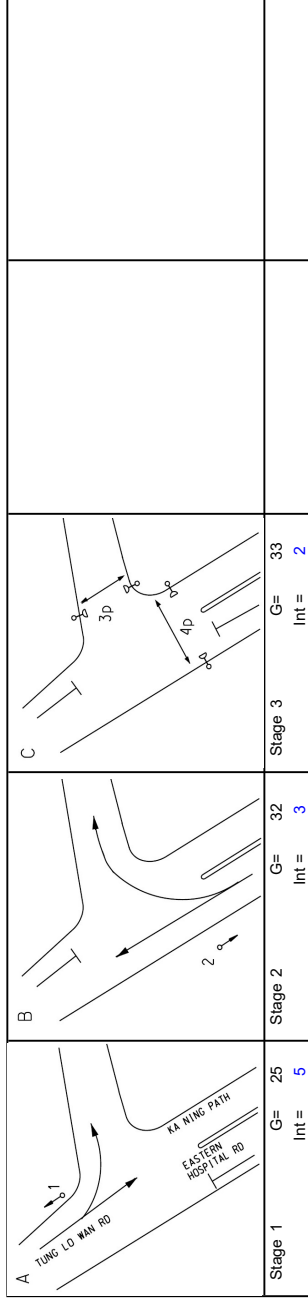 A
1
TUNG LO WAN RD
KA NING PATH
EASTERN
HOSPITAL RD
Stage 1
G= 25
Int = 5
B
2
Stage 2
G= 32
Int = 3
C
3p
4p
Stage 3
G= 33
Int = 2